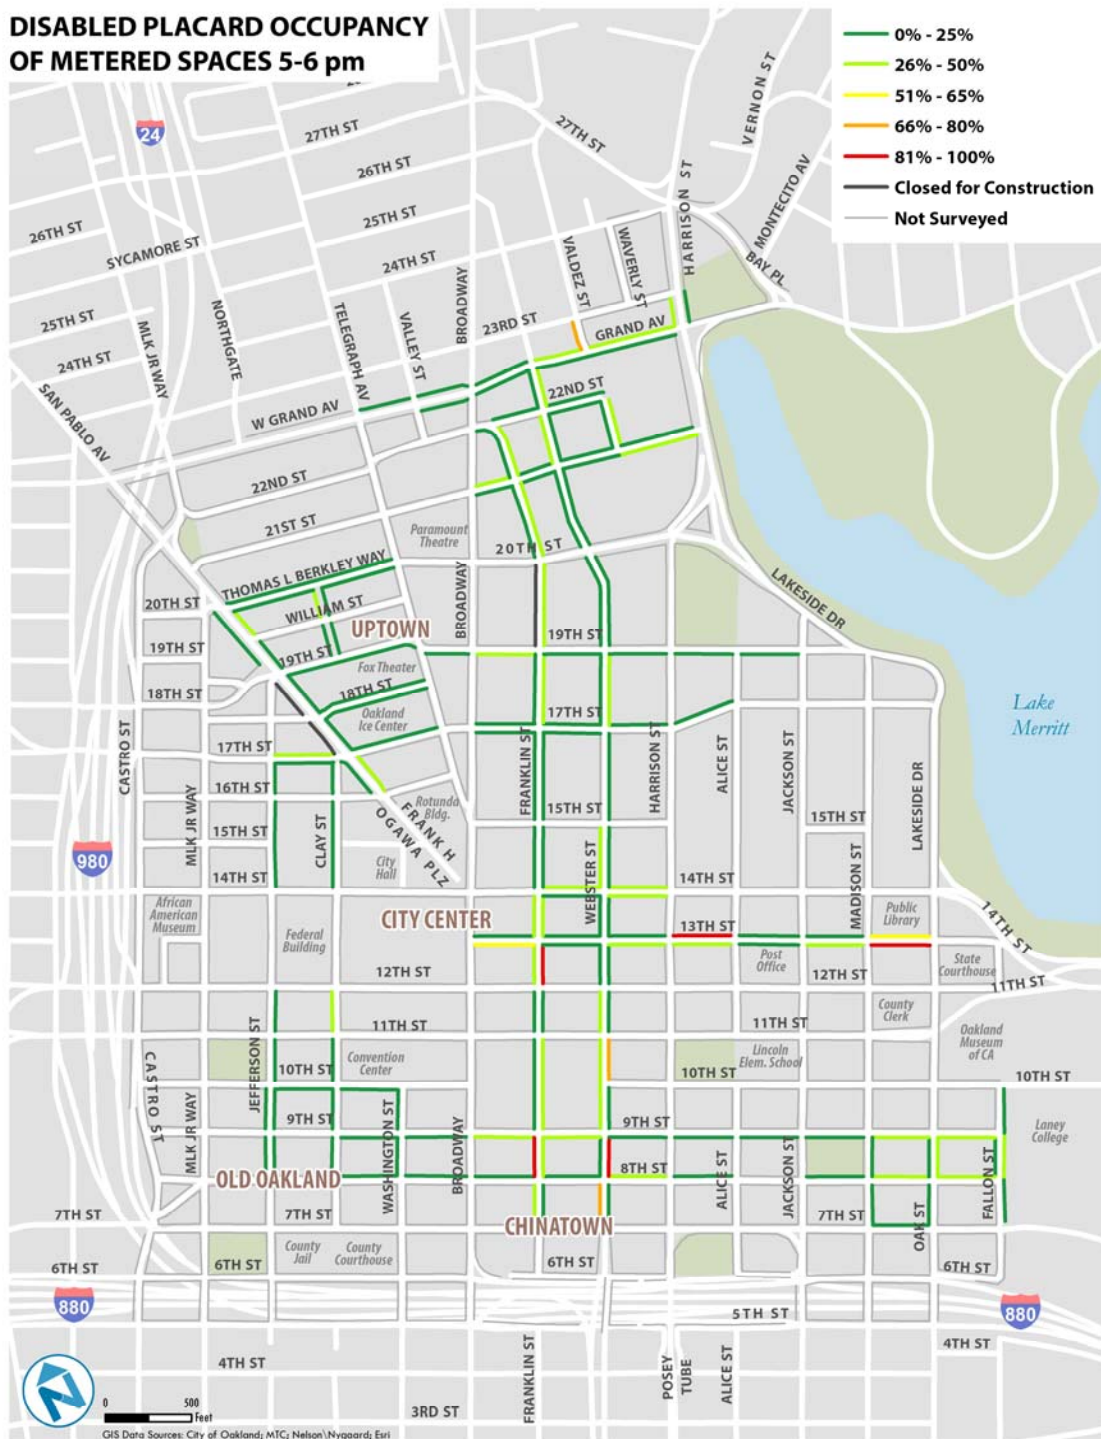 DISABLED PLACARD OCCUPANCY
OF METERED SPACES 5-6 pm
0% - 25%
26% - 50%
51% - 65%
66% - 80%
81% - 100%
Closed for Construction
Not Surveyed
24
27TH ST
27TH ST
VERNON ST
26TH ST
HARRISON ST
MONTECITO AV
25TH ST
26TH ST
SYCAMORE ST
24TH ST
VALDEZ ST
WAVERLY ST
BAY PL
BROADWAY
25TH ST
MLK JR WAY
NORTHGATE
TELEGRAPH AV
VALLEY ST
23RD ST
GRAND AV
24TH ST
SAN PABLO AV
W GRAND AV
22ND ST
22ND ST
21ST ST
Paramount
Theatre
20TH ST
THOMAS L BERKLEY WAY
BROADWAY
LAKESIDE DR
20TH ST
WILLIAM ST
UPTOWN
19TH ST
19TH ST
19TH ST
Fox Theater
18TH ST
18TH ST
Lake
Merritt
Oakland
Ice Center
17TH ST
17TH ST
CASTRO ST
FRANKLIN ST
HARRISON ST
ALICE ST
JACKSON ST
LAKESIDE DR
16TH ST
MLK JR WAY
CLAY ST
Rotunda
Bldg.
FRANK H
OGAWA PLZ
15TH ST
15TH ST
15TH ST
980
City
Hall
WEBSTER ST
MADISON ST
14TH ST
14TH ST
14TH ST
African
American
Museum
CITY CENTER
Public
Library
13TH ST
Federal
Building
Post
Office
State
Courthouse
12TH ST
12TH ST
11TH ST
County
Clerk
11TH ST
11TH ST
Oakland
Museum
of CA
JEFFERSON ST
CASTRO ST
Convention
Center
Lincoln
Elem. School
10TH ST
10TH ST
10TH ST
MLK JR WAY
9TH ST
9TH ST
WASHINGTON ST
BROADWAY
Laney
College
8TH ST
ALICE ST
JACKSON ST
FALLON ST
OLD OAKLAND
OAK ST
7TH ST
7TH ST
7TH ST
CHINATOWN
County
Jail
County
Courthouse
6TH ST
6TH ST
6TH ST
6TH ST
880
880
5TH ST
4TH ST
4TH ST
FRANKLIN ST
POSEY
TUBE
ALICE ST
3RD ST
0 500
Feet
GIS Data Sources: City of Oakland; MTC; Nelson\Nygaard; Esri